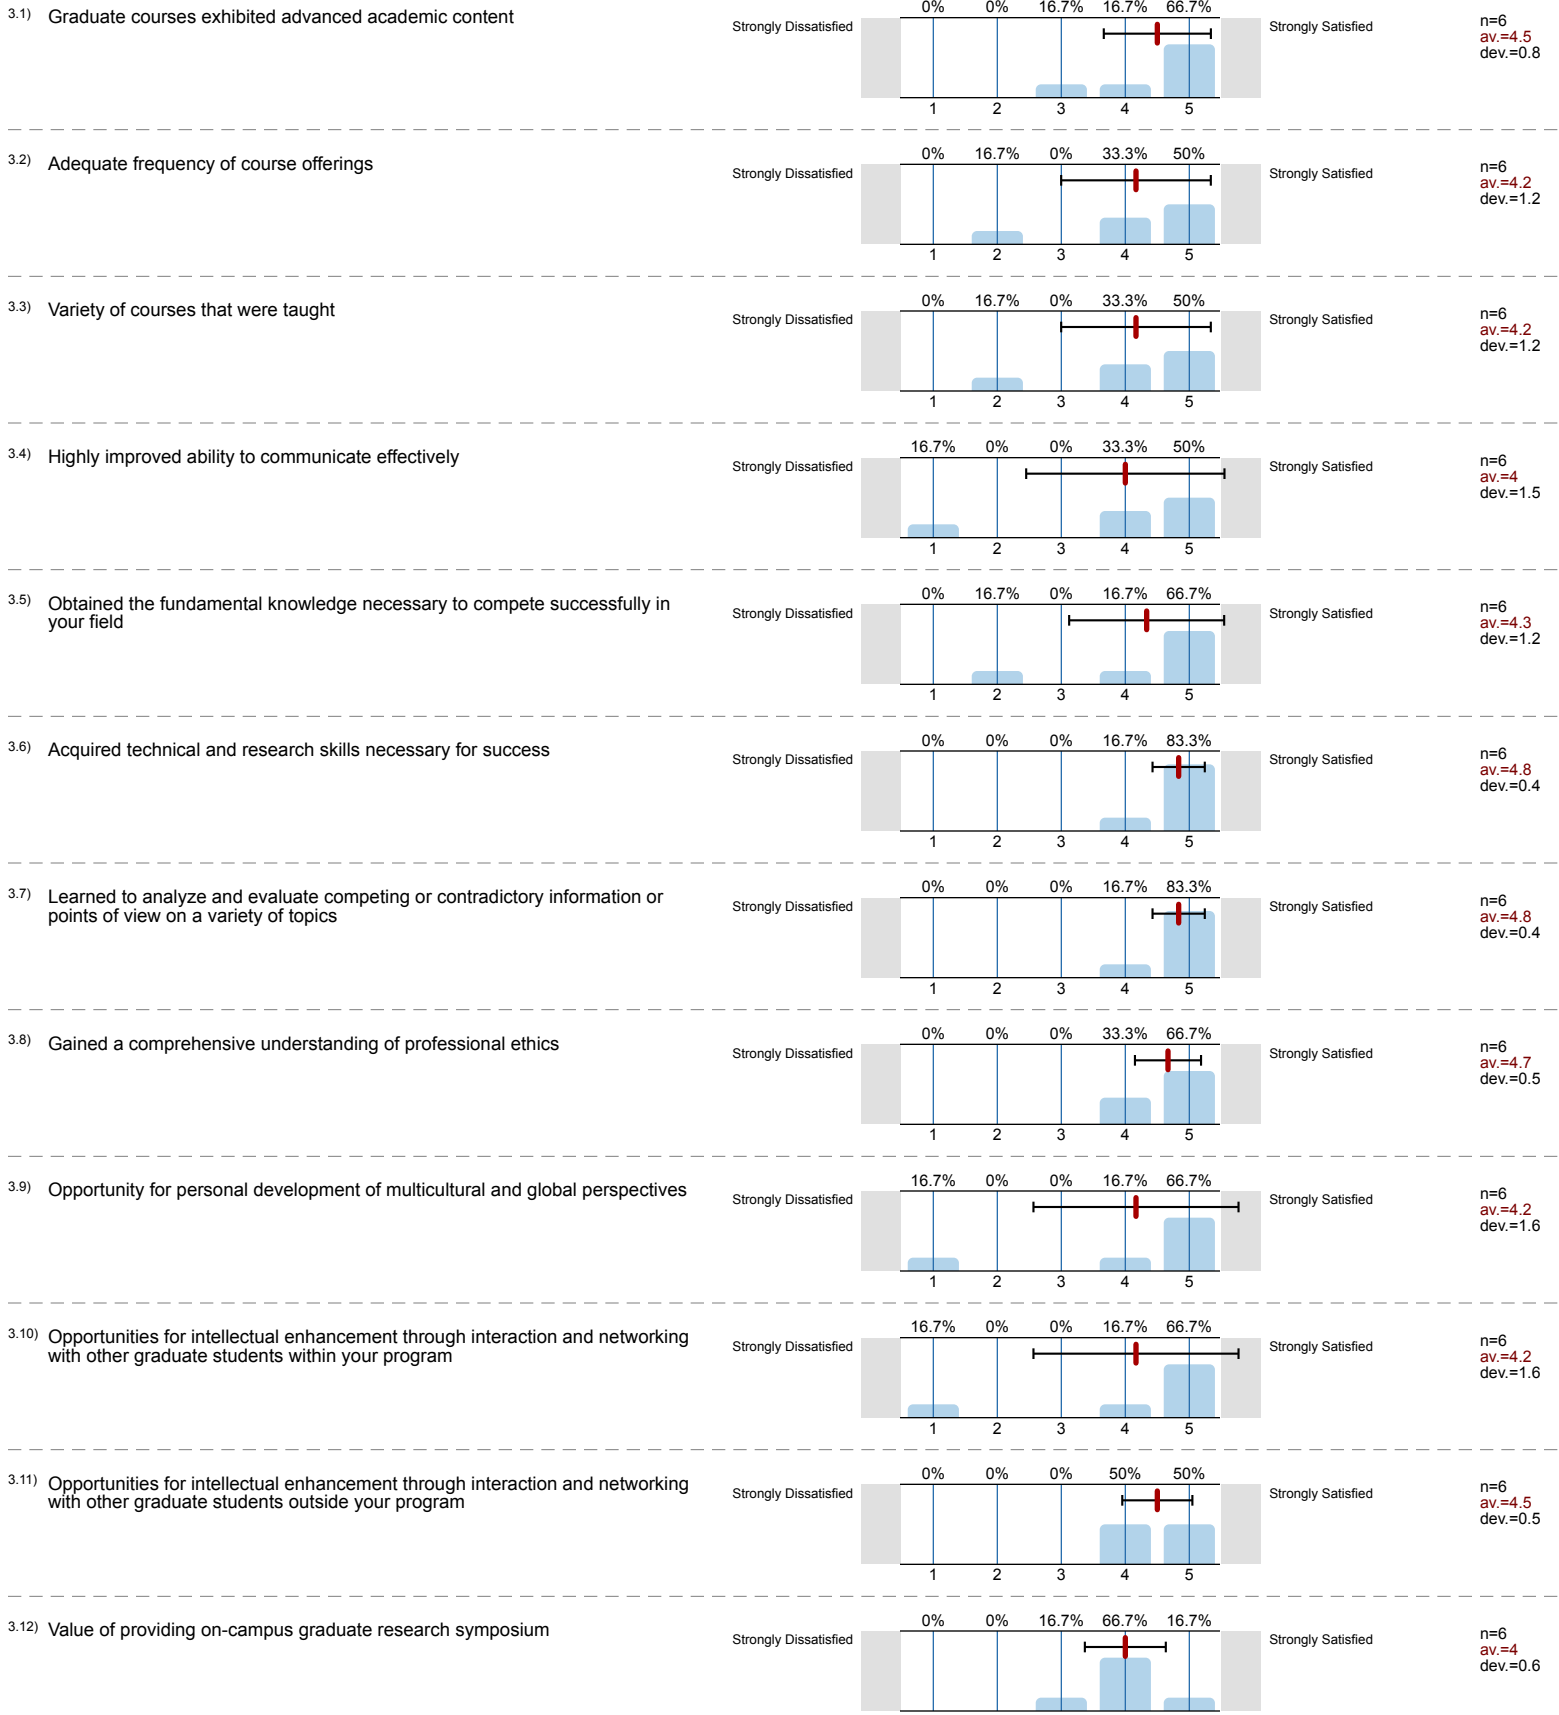 3.1) Graduate courses exhibited advanced academic content
0% 0% 16.7% 16.7% 66.7%
Strongly Dissatisfied Strongly Satisfied
n=6
av.=4.5
dev.=0.8
1 2 3 4 5
3.2) Adequate frequency of course offerings
0% 16.7% 0% 33.3% 50%
Strongly Dissatisfied Strongly Satisfied
n=6
av.=4.2
dev.=1.2
1 2 3 4 5
3.3) Variety of courses that were taught
0% 16.7% 0% 33.3% 50%
Strongly Dissatisfied Strongly Satisfied
n=6
av.=4.2
dev.=1.2
1 2 3 4 5
3.4) Highly improved ability to communicate effectively
16.7% 0% 0% 33.3% 50%
Strongly Dissatisfied Strongly Satisfied
n=6
av.=4
dev.=1.5
1 2 3 4 5
3.5) Obtained the fundamental knowledge necessary to compete successfully in
your field
0% 16.7% 0% 16.7% 66.7%
Strongly Dissatisfied Strongly Satisfied
n=6
av.=4.3
dev.=1.2
1 2 3 4 5
3.6) Acquired technical and research skills necessary for success
0% 0% 0% 16.7% 83.3%
Strongly Dissatisfied Strongly Satisfied
n=6
av.=4.8
dev.=0.4
1 2 3 4 5
3.7) Learned to analyze and evaluate competing or contradictory information or
points of view on a variety of topics
0% 0% 0% 16.7% 83.3%
Strongly Dissatisfied Strongly Satisfied
n=6
av.=4.8
dev.=0.4
1 2 3 4 5
3.8) Gained a comprehensive understanding of professional ethics
0% 0% 0% 33.3% 66.7%
Strongly Dissatisfied Strongly Satisfied
n=6
av.=4.7
dev.=0.5
1 2 3 4 5
3.9) Opportunity for personal development of multicultural and global perspectives
16.7% 0% 0% 16.7% 66.7%
Strongly Dissatisfied Strongly Satisfied
n=6
av.=4.2
dev.=1.6
1 2 3 4 5
3.10) Opportunities for intellectual enhancement through interaction and networking
with other graduate students within your program
16.7% 0% 0% 16.7% 66.7%
Strongly Dissatisfied Strongly Satisfied
n=6
av.=4.2
dev.=1.6
1 2 3 4 5
3.11) Opportunities for intellectual enhancement through interaction and networking
with other graduate students outside your program
0% 0% 0% 50% 50%
Strongly Dissatisfied Strongly Satisfied
n=6
av.=4.5
dev.=0.5
1 2 3 4 5
3.12) Value of providing on-campus graduate research symposium
0% 0% 16.7% 66.7% 16.7%
Strongly Dissatisfied Strongly Satisfied
n=6
av.=4
dev.=0.6